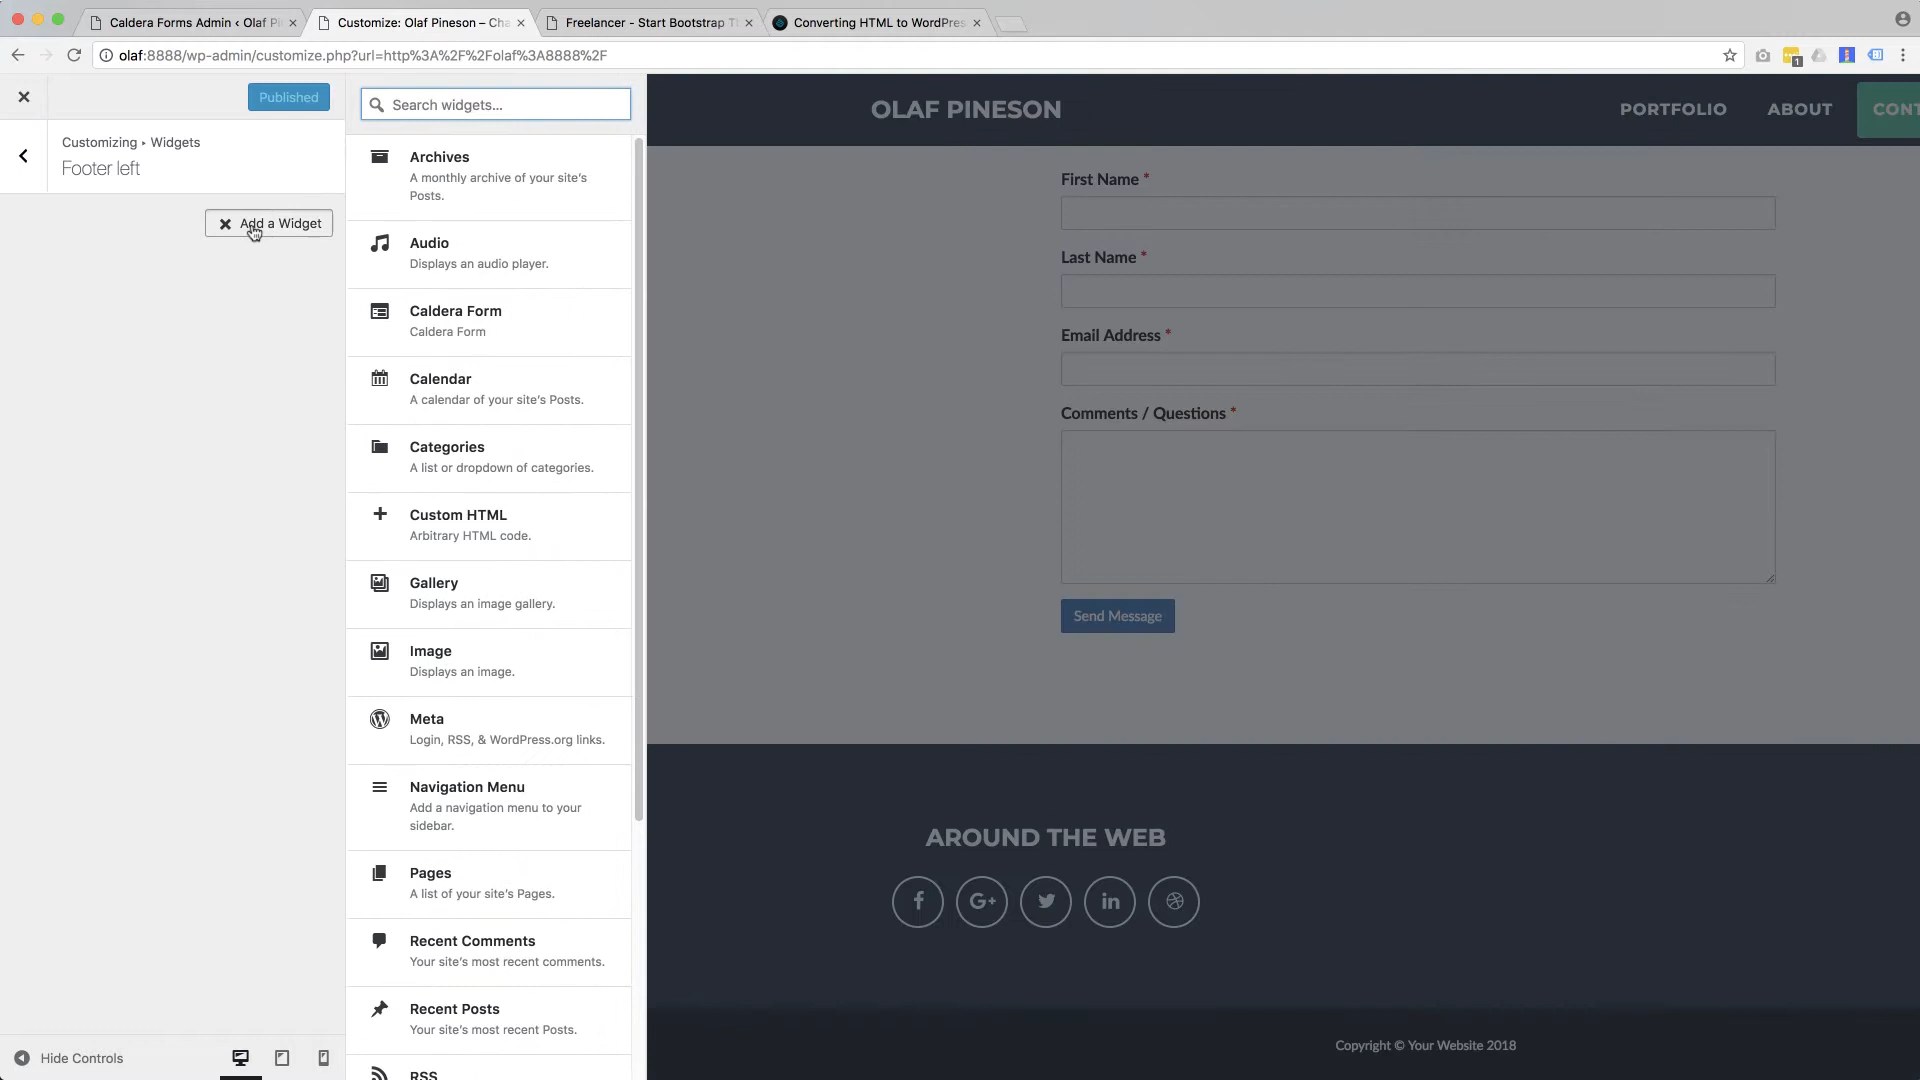 Caldera Forms Admin ‹ Olaf Pi
Customize: Olaf Pineson – Cha
Freelancer - Start Bootstrap T
Converting HTML to WordPres
olaf:8888/wp-admin/customize.php?url=http%3A%2F%2Folaf%3A8888%2F
1
Published
Customizing ▸ Widgets
Footer left
Add a Widget
Hide Controls
Search widgets...
Archives
A monthly archive of your site's
Posts.
Audio
Displays an audio player.
Caldera Form
Caldera Form
Calendar
A calendar of your site's Posts.
Categories
A list or dropdown of categories.
Custom HTML
Arbitrary HTML code.
Gallery
Displays an image gallery.
Image
Displays an image.
Meta
Login, RSS, & WordPress.org links.
Navigation Menu
Add a navigation menu to your
sidebar.
Pages
A list of your site's Pages.
Recent Comments
Your site's most recent comments.
Recent Posts
Your site's most recent Posts.
RSS
OLAF PINESON
PORTFOLIO
ABOUT
CONT
First Name *
Last Name *
Email Address *
Comments / Questions *
Send Message
AROUND THE WEB
Copyright © Your Website 2018